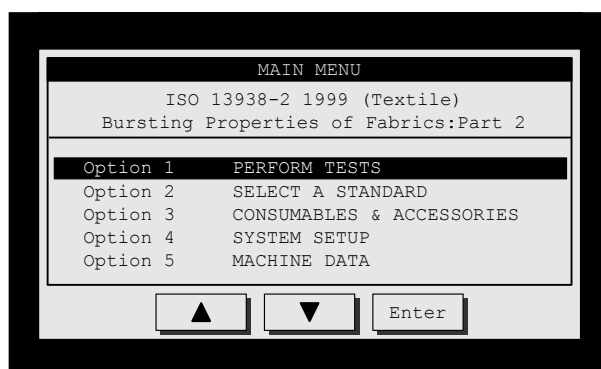 MAIN MENU
ISO 13938-2 1999 (Textile)
Bursting Properties of Fabrics:Part 2
Option 1 PERFORM TESTS
Option 2 SELECT A STANDARD
Option 3 CONSUMABLES & ACCESSORIES
Option 4 SYSTEM SETUP
Option 5 MACHINE DATA
▲ ▼ Enter